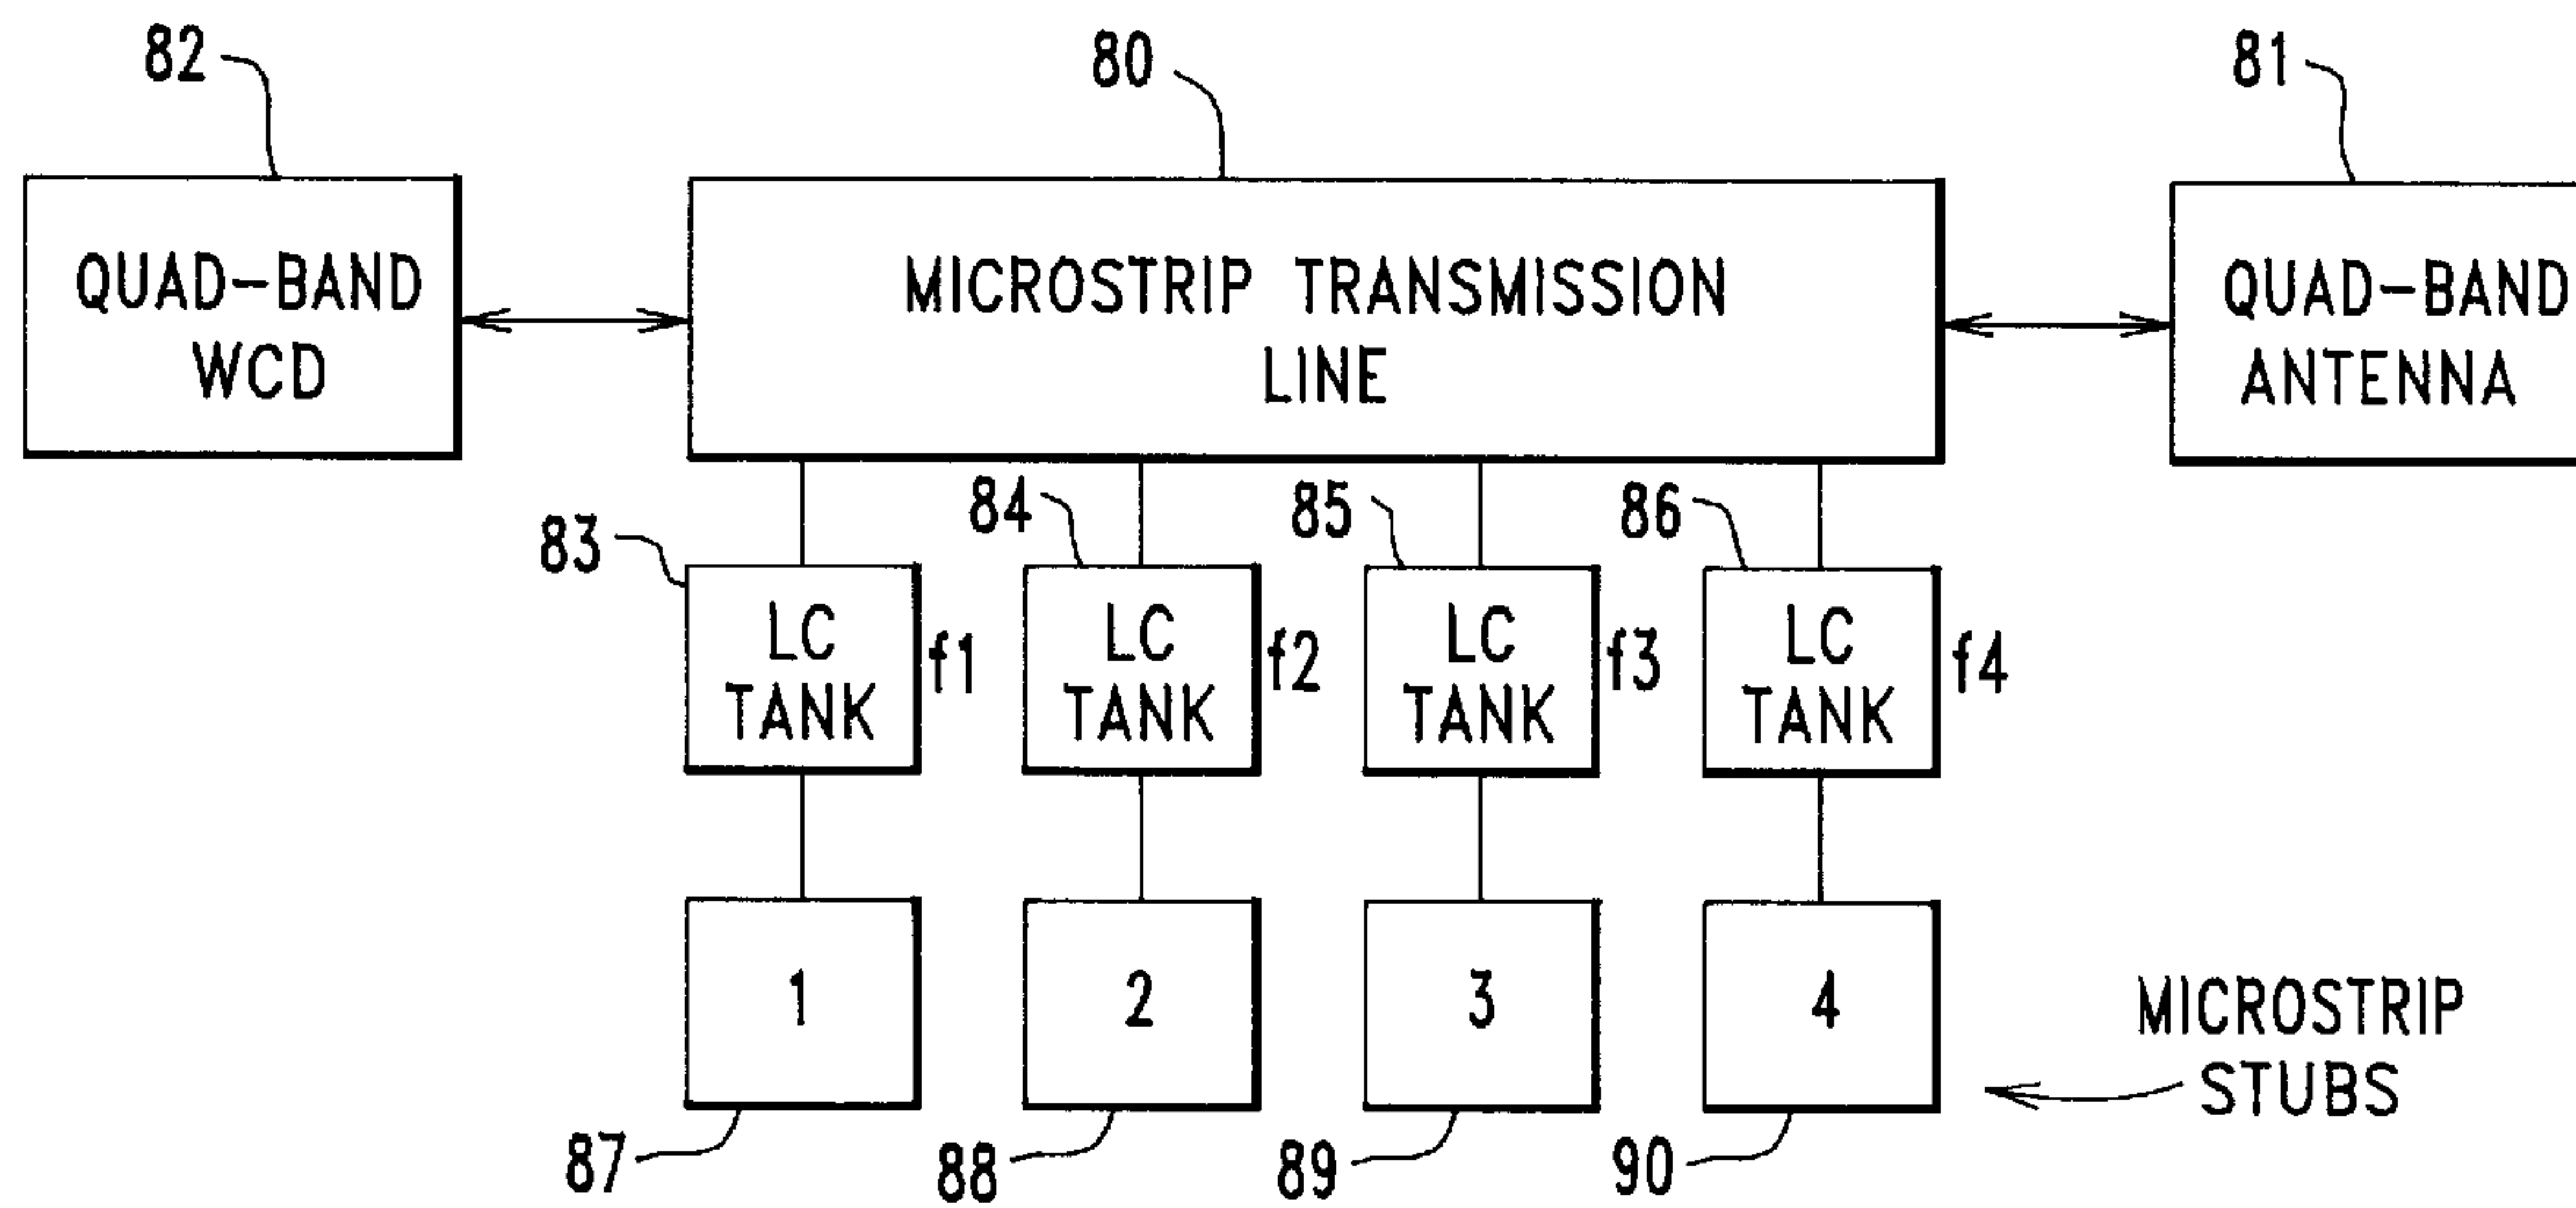 82
80
81
QUAD-BAND
WCD
MICROSTRIP TRANSMISSION
LINE
QUAD-BAND
ANTENNA
83
84
85
86
LC
TANK
f1
LC
TANK
f2
LC
TANK
f3
LC
TANK
f4
1
2
3
4
MICROSTRIP
STUBS
87
88
89
90